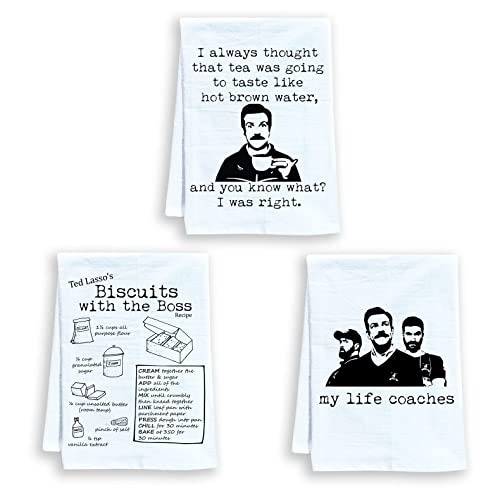 I always thought
that tea was going
to taste like
hot brown water,
and you know what?
I was right.
Ted Lasso's
Biscuits
with the Boss
Recipe
1¼ cups all
purpose flour
½ cup
granulated
sugar
½ cup unsalted butter
(room temp)
pinch of salt
½ tsp
vanilla extract
CREAM together the
butter & sugar
ADD all of the
ingredients
MIX until crumbly
then knead together
LINE loaf pan with
parchment paper
PRESS dough into pan
CHILL for 30 minutes
BAKE at 350 for
30 minutes
my life coaches